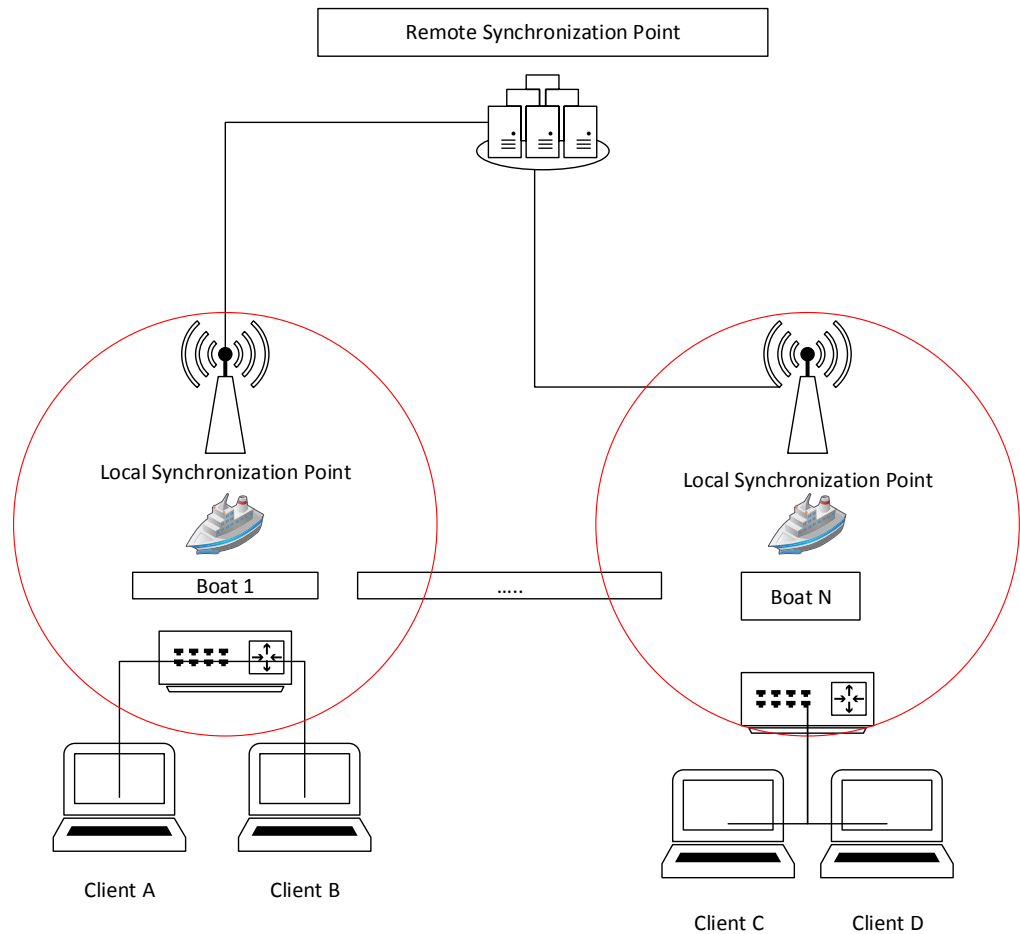 Remote Synchronization Point
Local Synchronization Point
Local Synchronization Point
Boat 1
.....
Boat N
Client A
Client B
Client C
Client D